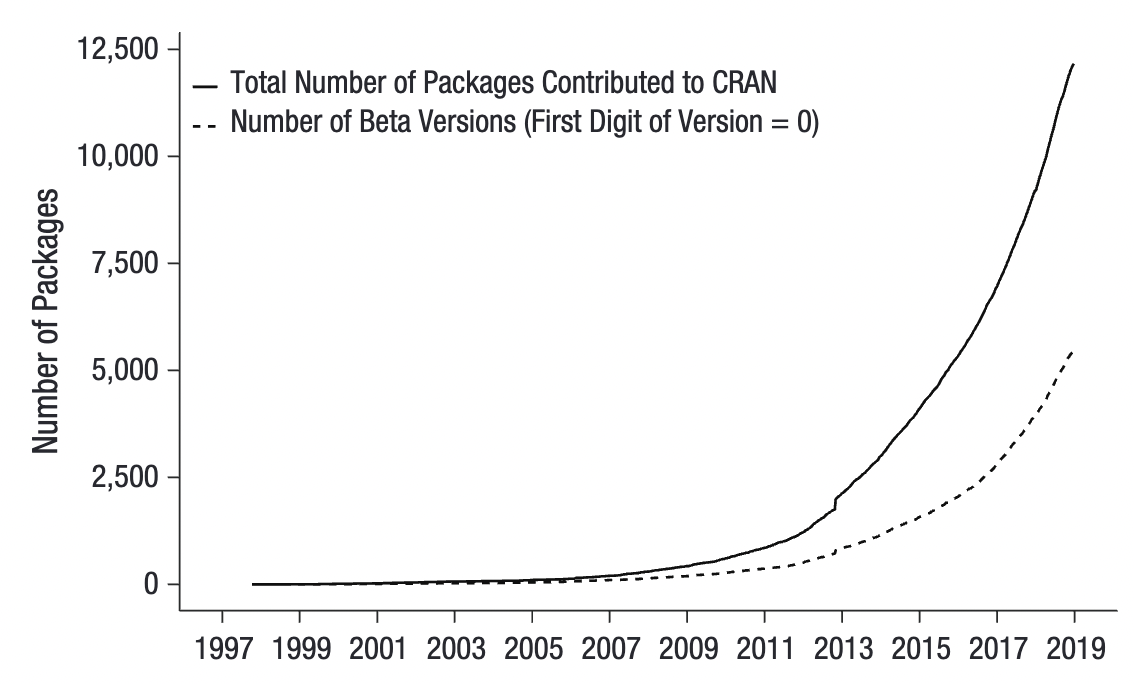 12,500
Total Number of Packages Contributed to CRAN
Number of Beta Versions (First Digit of Version = 0)
10,000
7,500
5,000
2,500
0
Number of Packages
1997 1999 2001 2003 2005 2007 2009 2011 2013 2015 2017 2019